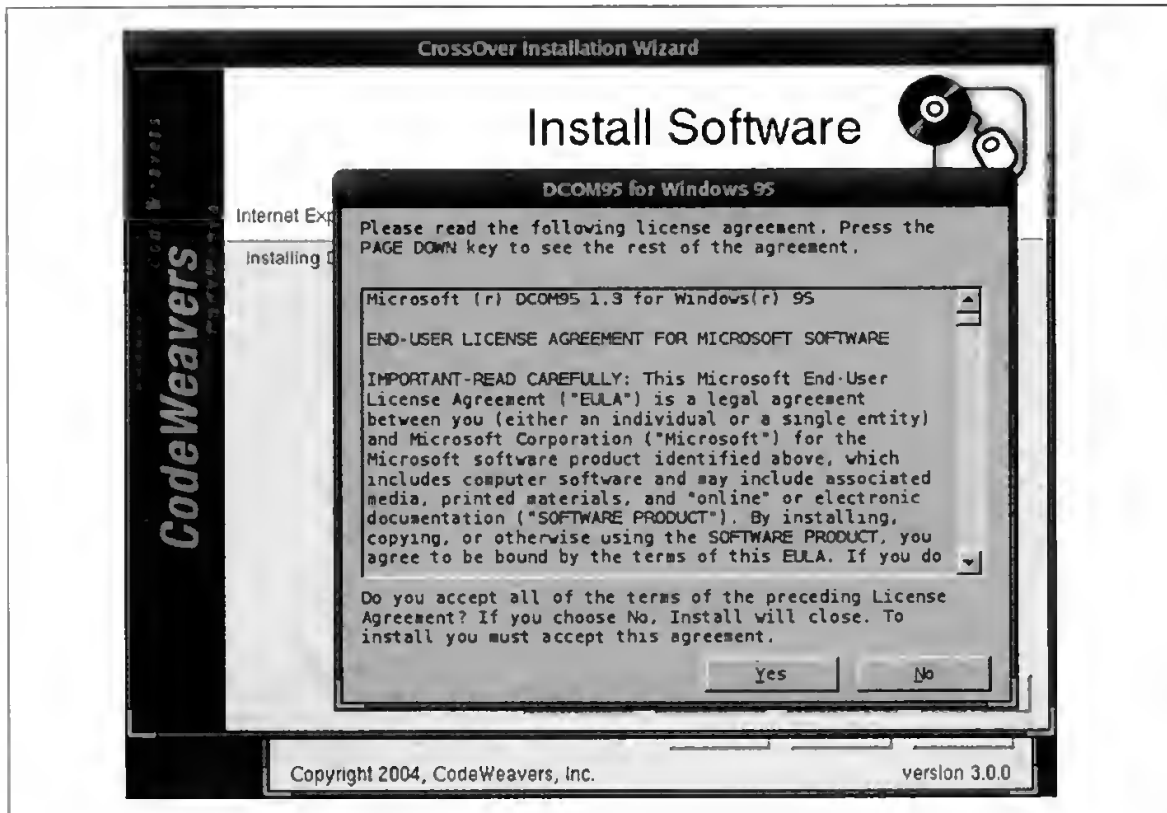 CrossOver Installation Wizard
Install Software
CodeWeavers
Internet Exp
Installing D
DCOM95 for Windows 95
Please read the following license agreement. Press the
PAGE DOWN key to see the rest of the agreement.
Microsoft (r) DCOM95 1.3 for Windows(r) 95
END-USER LICENSE AGREEMENT FOR MICROSOFT SOFTWARE
IMPORTANT-READ CAREFULLY: This Microsoft End-User
License Agreement ("EULA") is a legal agreement
between you (either an individual or a single entity)
and Microsoft Corporation ("Microsoft") for the
Microsoft software product identified above, which
includes computer software and may include associated
media, printed materials, and "online" or electronic
documentation ("SOFTWARE PRODUCT"). By installing,
copying, or otherwise using the SOFTWARE PRODUCT, you
agree to be bound by the terms of this EULA. If you do
Do you accept all of the terms of the preceding License
Agreement? If you choose No, Install will close. To
install you must accept this agreement.
Yes No
Copyright 2004, CodeWeavers, Inc. version 3.0.0